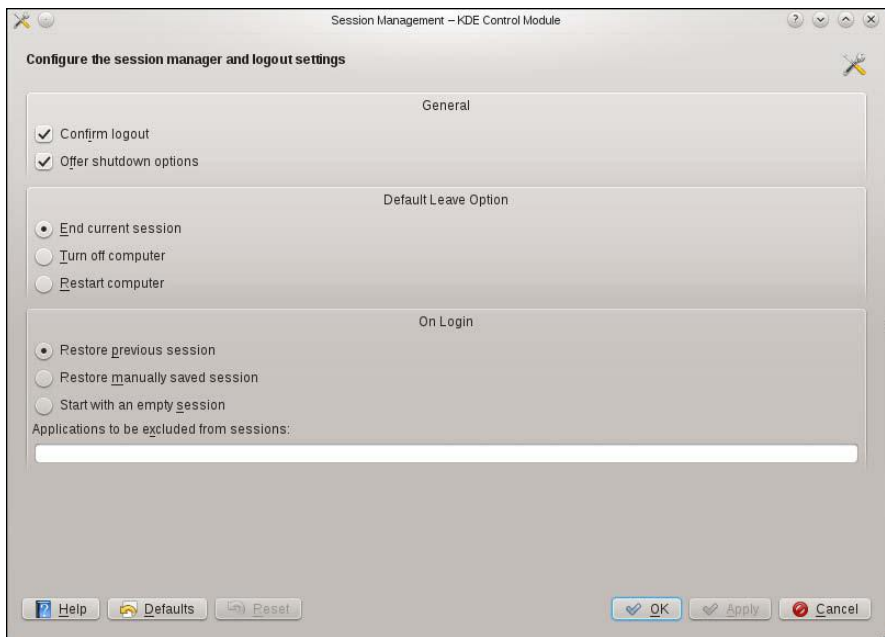 Session Management – KDE Control Module
Configure the session manager and logout settings
General
Confirm logout
Offer shutdown options
Default Leave Option
End current session
Turn off computer
Restart computer
On Login
Restore previous session
Restore manually saved session
Start with an empty session
Applications to be excluded from sessions:
Help Defaults Reset OK Apply Cancel